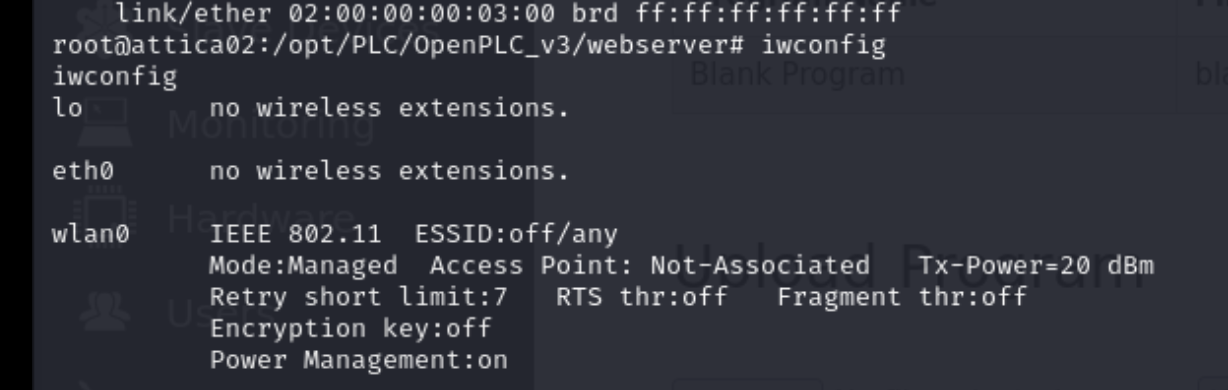 link/ether 02:00:00:00:03:00 brd ff:ff:ff:ff:ff:ff
root@attica02:/opt/PLC/OpenPLC_v3/webserver# iwconfig
iwconfig
Blank Program
lo        no wireless extensions.
Monitoring
eth0      no wireless extensions.
Hardware
wlan0     IEEE 802.11  ESSID:off/any
Mode:Managed  Access Point: Not-Associated   Tx-Power=20 dBm
Upload Program
Retry short limit:7   RTS thr:off   Fragment thr:off
Users
Encryption key:off
Power Management:on